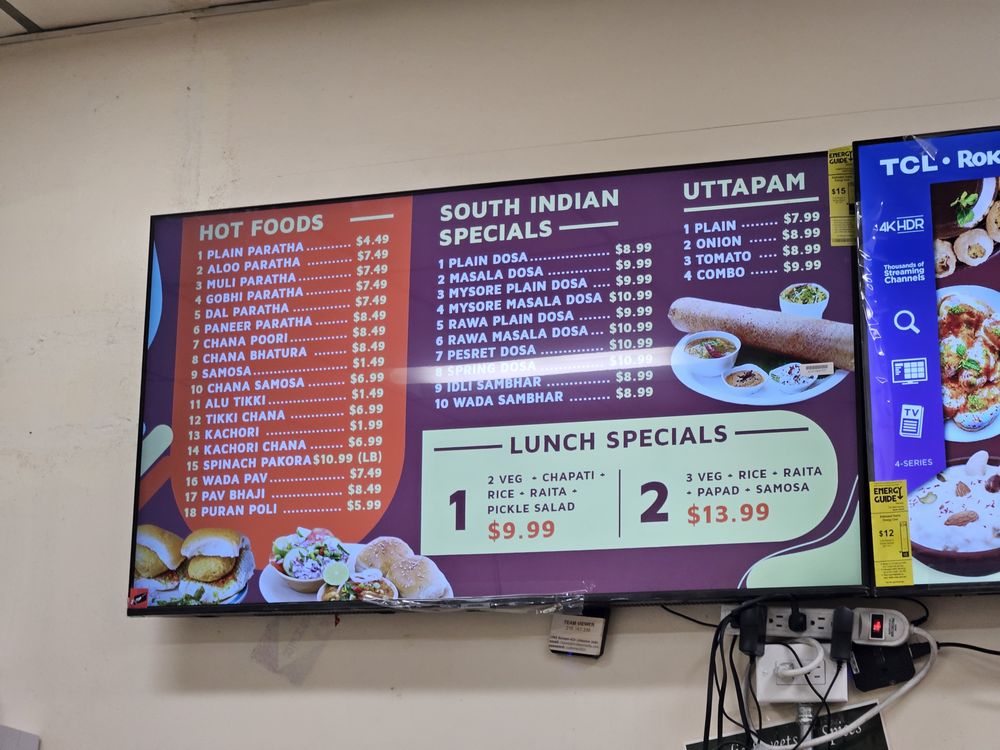 HOT FOODS
1 PLAIN PARATHA .......... $4.49
2 ALOO PARATHA ........... $7.49
3 MULI PARATHA ........... $7.49
4 GOBHI PARATHA .......... $7.49
5 DAL PARATHA ............ $7.49
6 PANEER PARATHA ....... $8.49
7 CHANA POORI ............ $8.49
8 CHANA BHATURA ....... $8.49
9 SAMOSA .................... $1.49
10 CHANA SAMOSA ....... $6.99
11 ALU TIKKI ................ $1.49
12 TIKKI CHANA ........... $6.99
13 KACHORI ................. $1.99
14 KACHORI CHANA ....... $6.99
15 SPINACH PAKORA $10.99 (LB)
16 WADA PAV ................ $7.49
17 PAV BHAJI ................ $8.49
18 PURAN POLI ............. $5.99
SOUTH INDIAN
SPECIALS
1 PLAIN DOSA ................ $8.99
2 MASALA DOSA ............ $9.99
3 MYSORE PLAIN DOSA .... $9.99
4 MYSORE MASALA DOSA $10.99
5 RAWA PLAIN DOSA ....... $9.99
6 RAWA MASALA DOSA ... $10.99
7 PESRET DOSA ............. $10.99
8 SPRING DOSA ............. $10.99
9 IDLI SAMBHAR ............ $8.99
10 WADA SAMBHAR ......... $8.99
UTTAPAM
1 PLAIN ........ $7.99
2 ONION ...... $8.99
3 TOMATO ..... $8.99
4 COMBO ..... $9.99
LUNCH SPECIALS
1
2 VEG + CHAPATI +
RICE + RAITA +
PICKLE SALAD
$9.99
2
3 VEG + RICE + RAITA
+ PAPAD + SAMOSA
$13.99
ENERGY
GUIDE
$15
TCL • ROK
4K HDR
Thousands of
Streaming
Channels
TV
4-SERIES
ENERGY
GUIDE
$12
TEAM VIEWER